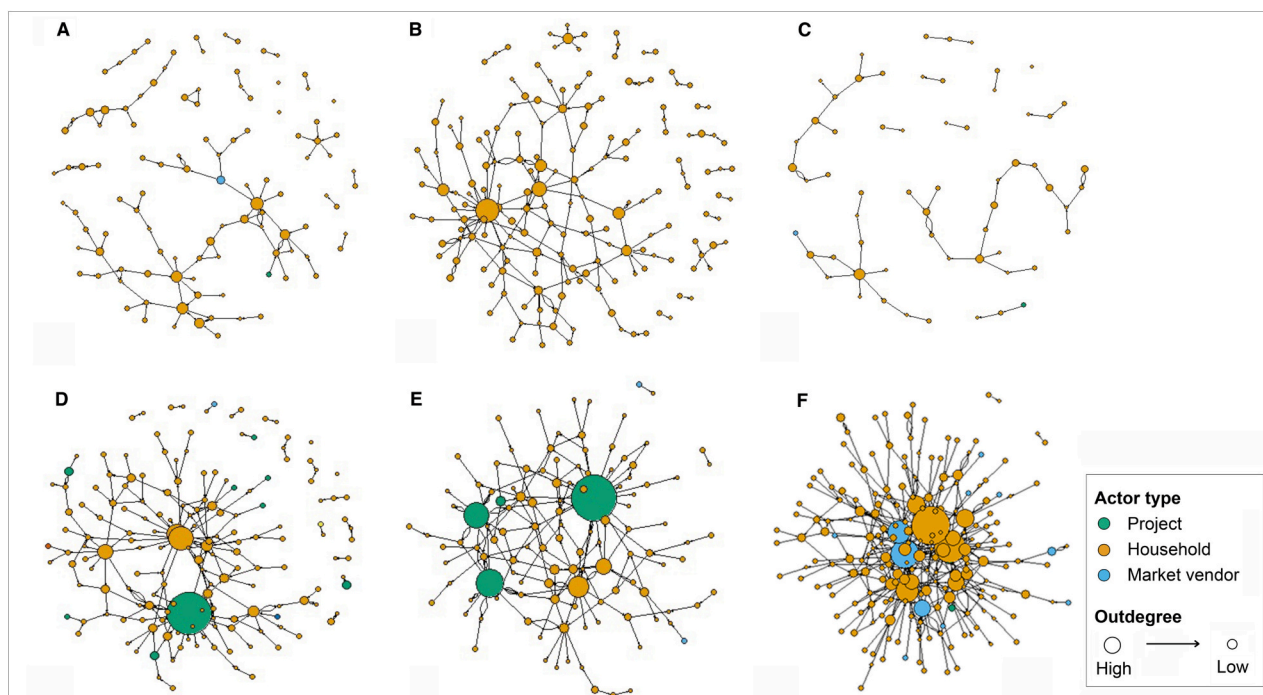 A
B
C
D
E
F
Actor type
Project
Household
Market vendor
Outdegree
High
Low